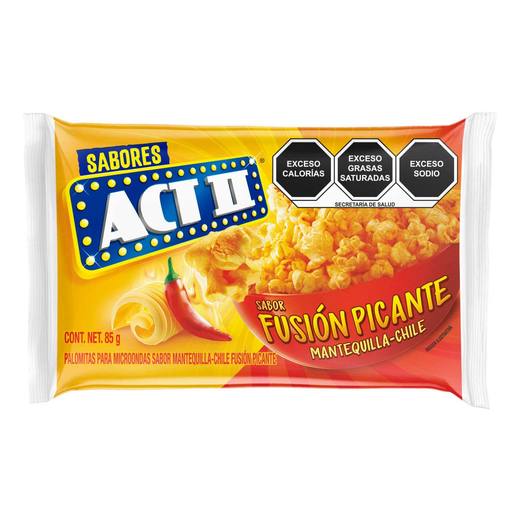 SABORES
ACT II
®
EXCESO
CALORÍAS
EXCESO
GRASAS
SATURADAS
EXCESO
SODIO
SECRETARÍA DE SALUD
SABOR
FUSIÓN PICANTE
MANTEQUILLA-CHILE
CONT. NET. 85 g
PALOMITAS PARA MICROONDAS SABOR MANTEQUILLA-CHILE FUSIÓN PICANTE